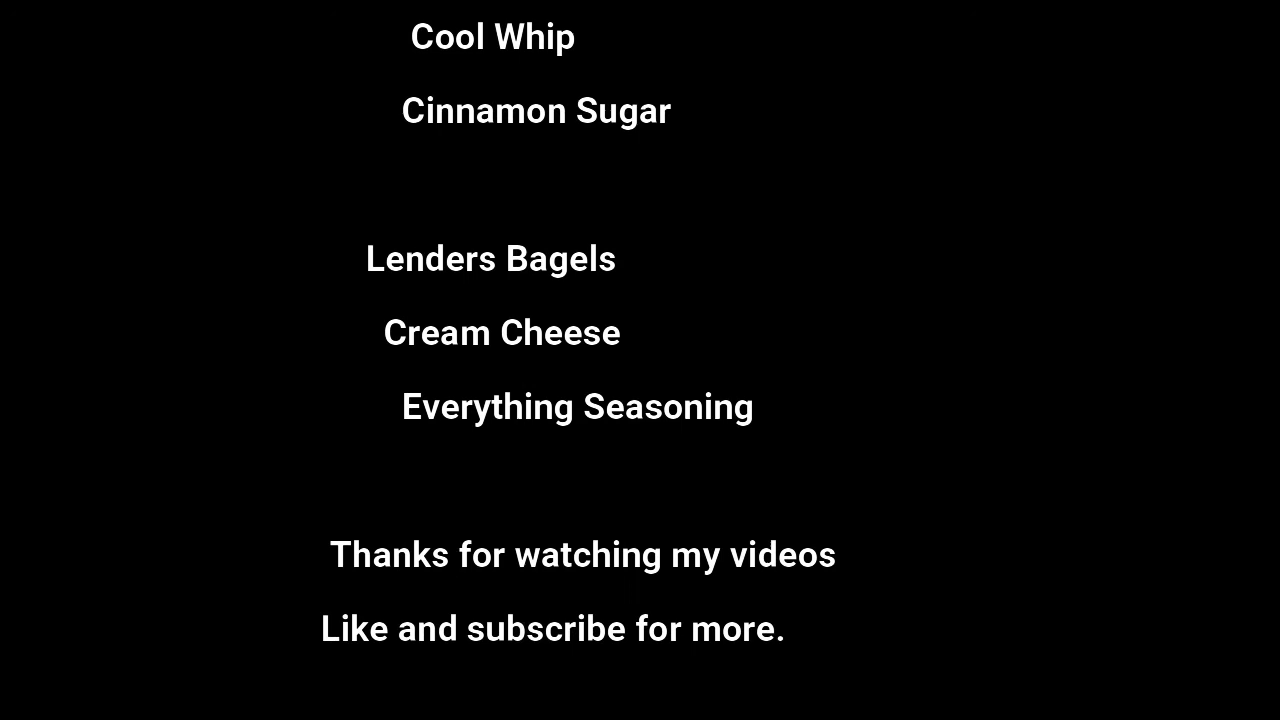 Cool Whip
Cinnamon Sugar
Lenders Bagels
Cream Cheese
Everything Seasoning
Thanks for watching my videos
Like and subscribe for more.